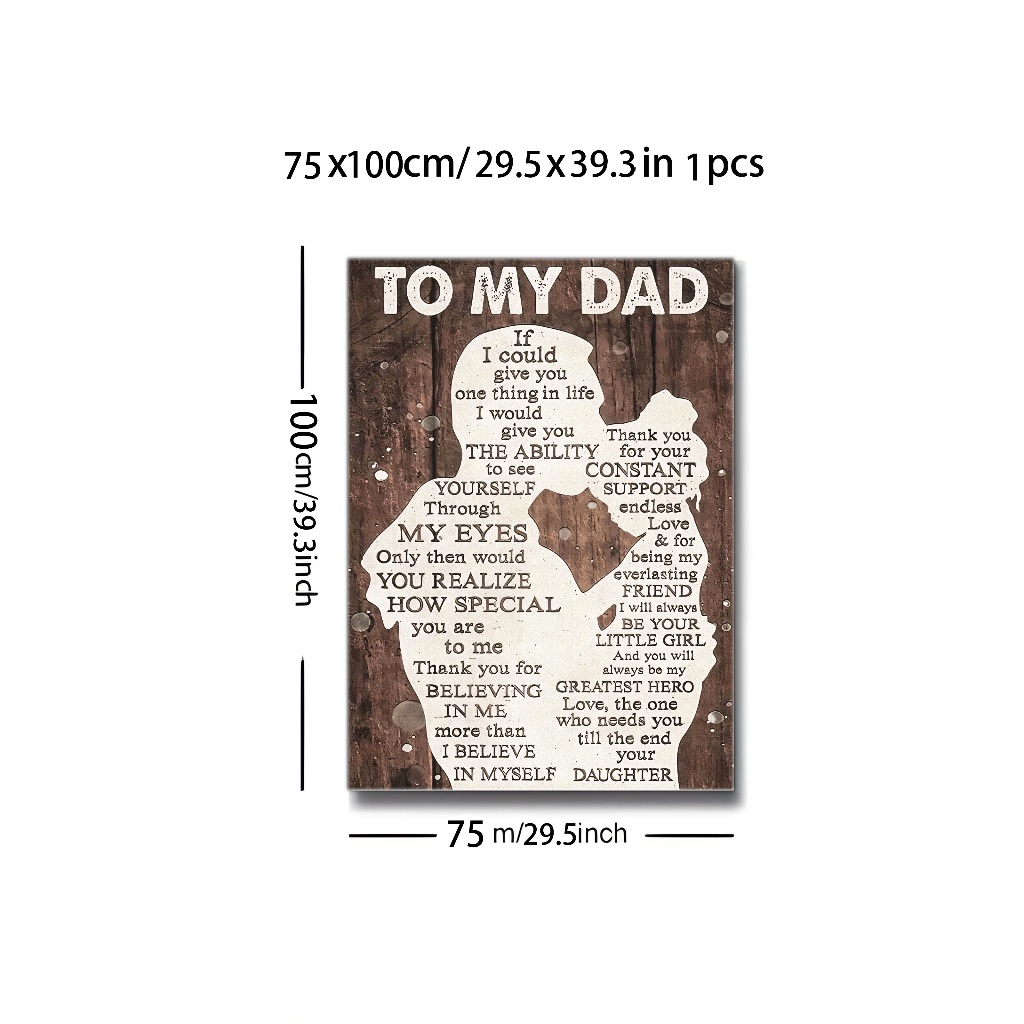 75x100cm/29.5x39.3in 1pcs
100cm/39.3inch
TO MY DAD
If
I could
give you
one thing in life
I would
give you
THE ABILITY
to see
YOURSELF
Through
MY EYES
Only then would
YOU REALIZE
HOW SPECIAL
you are
to me
Thank you for
BELIEVING
IN ME
more than
I BELIEVE
IN MYSELF
Thank you
for your
CONSTANT
SUPPORT
endless
Love
& for
being my
everlasting
FRIEND
I will always
BE YOUR
LITTLE GIRL
And you will
always be my
GREATEST HERO
Love, the one
who needs you
till the end
your
DAUGHTER
75 m/29.5inch